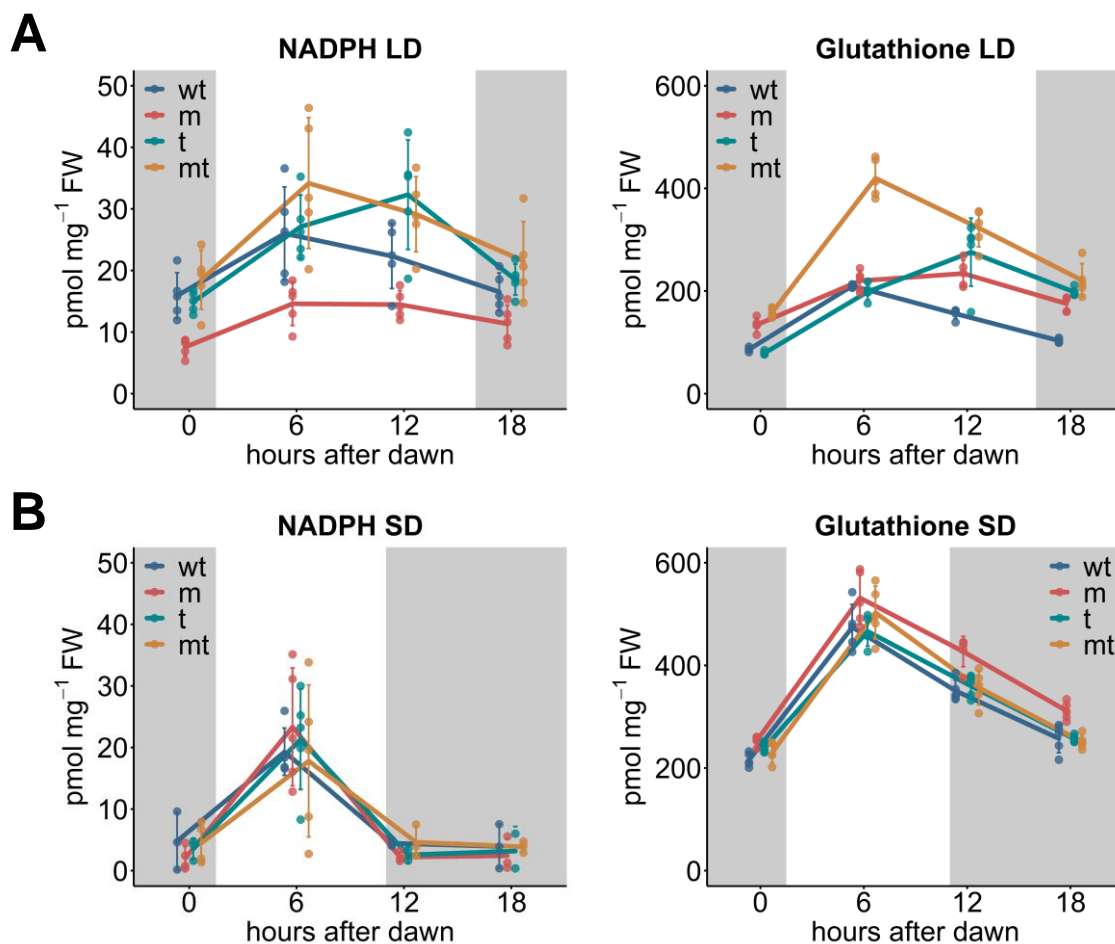 A
NADPH LD
pmol mg⁻¹ FW
50
40
30
20
10
0
wt
m
t
mt
0 6 12 18
hours after dawn
Glutathione LD
pmol mg⁻¹ FW
600
400
200
0
wt
m
t
mt
0 6 12 18
hours after dawn
B
NADPH SD
pmol mg⁻¹ FW
50
40
30
20
10
0
wt
m
t
mt
0 6 12 18
hours after dawn
Glutathione SD
pmol mg⁻¹ FW
600
400
200
0
wt
m
t
mt
0 6 12 18
hours after dawn